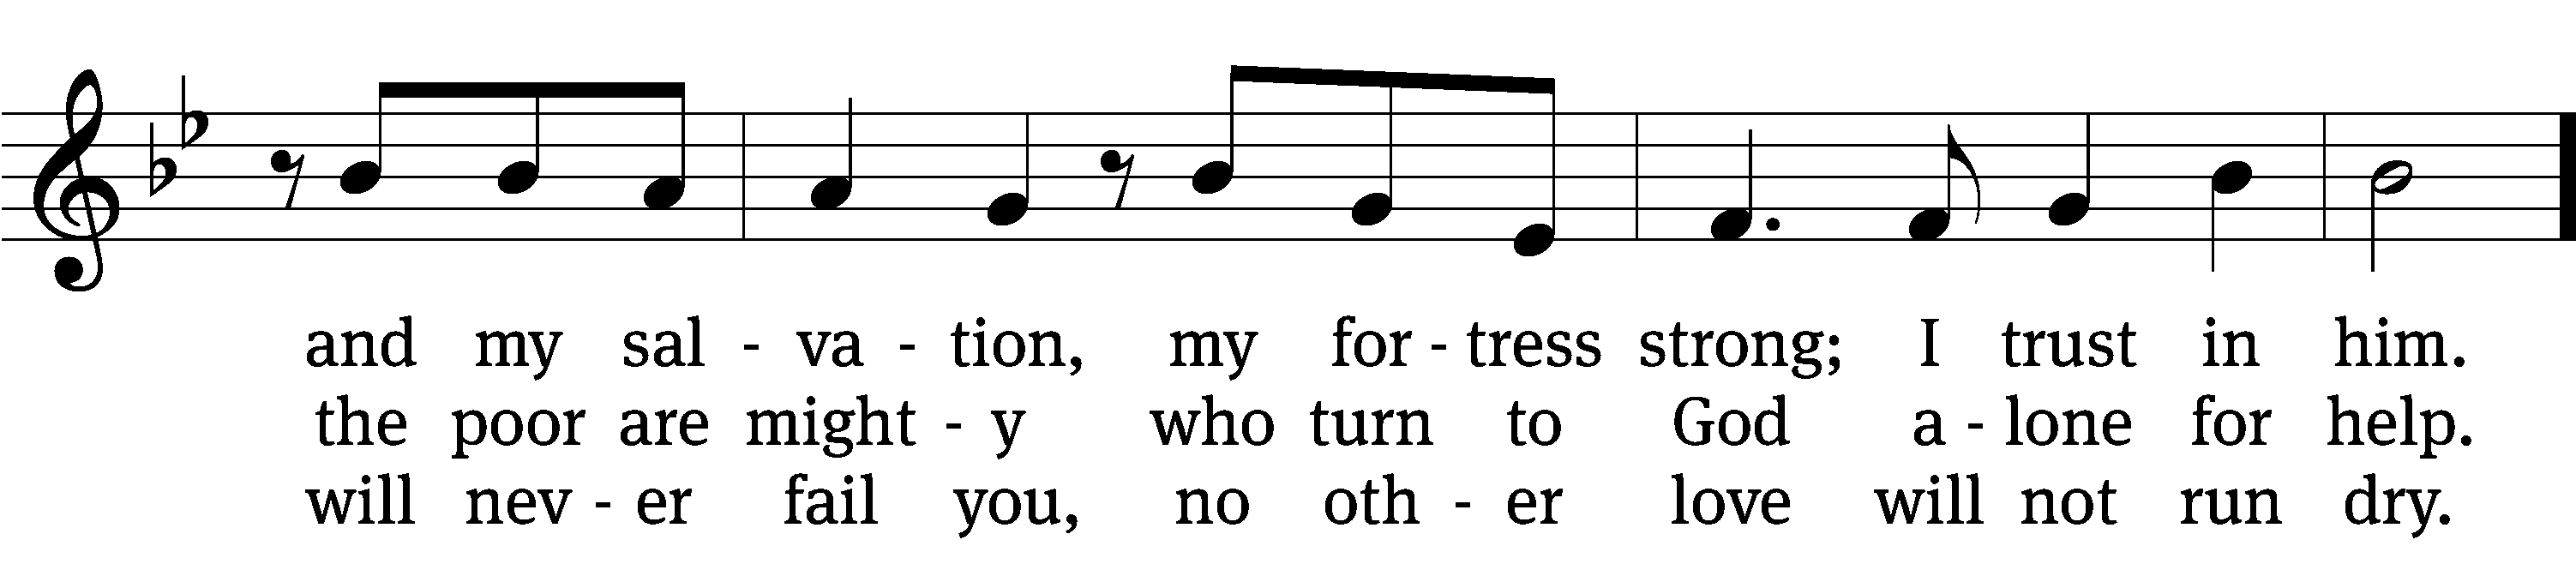 and my sal - va - tion, my for - tress strong; I trust in him.
the poor are might - y who turn to God a - lone for help.
will nev - er fail you, no oth - er love will not run dry.